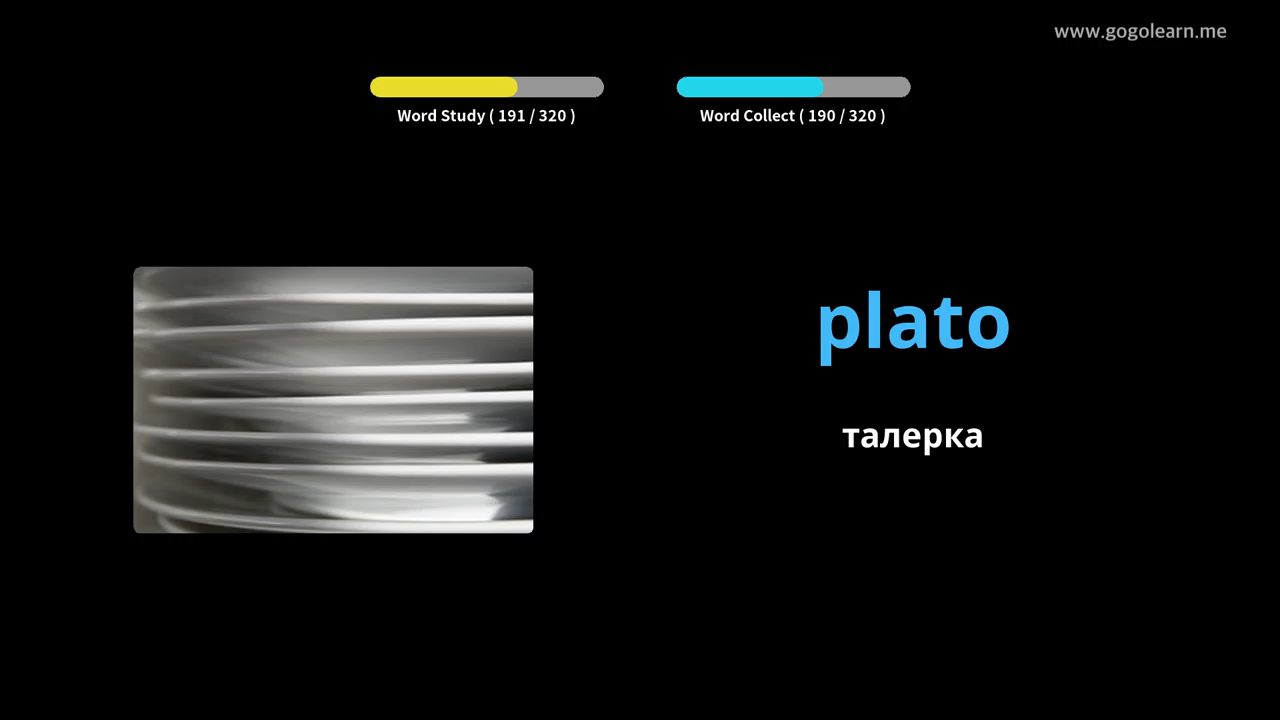 www.gogolearn.me
Word Study ( 191 / 320 )
Word Collect ( 190 / 320 )
plato
талерка